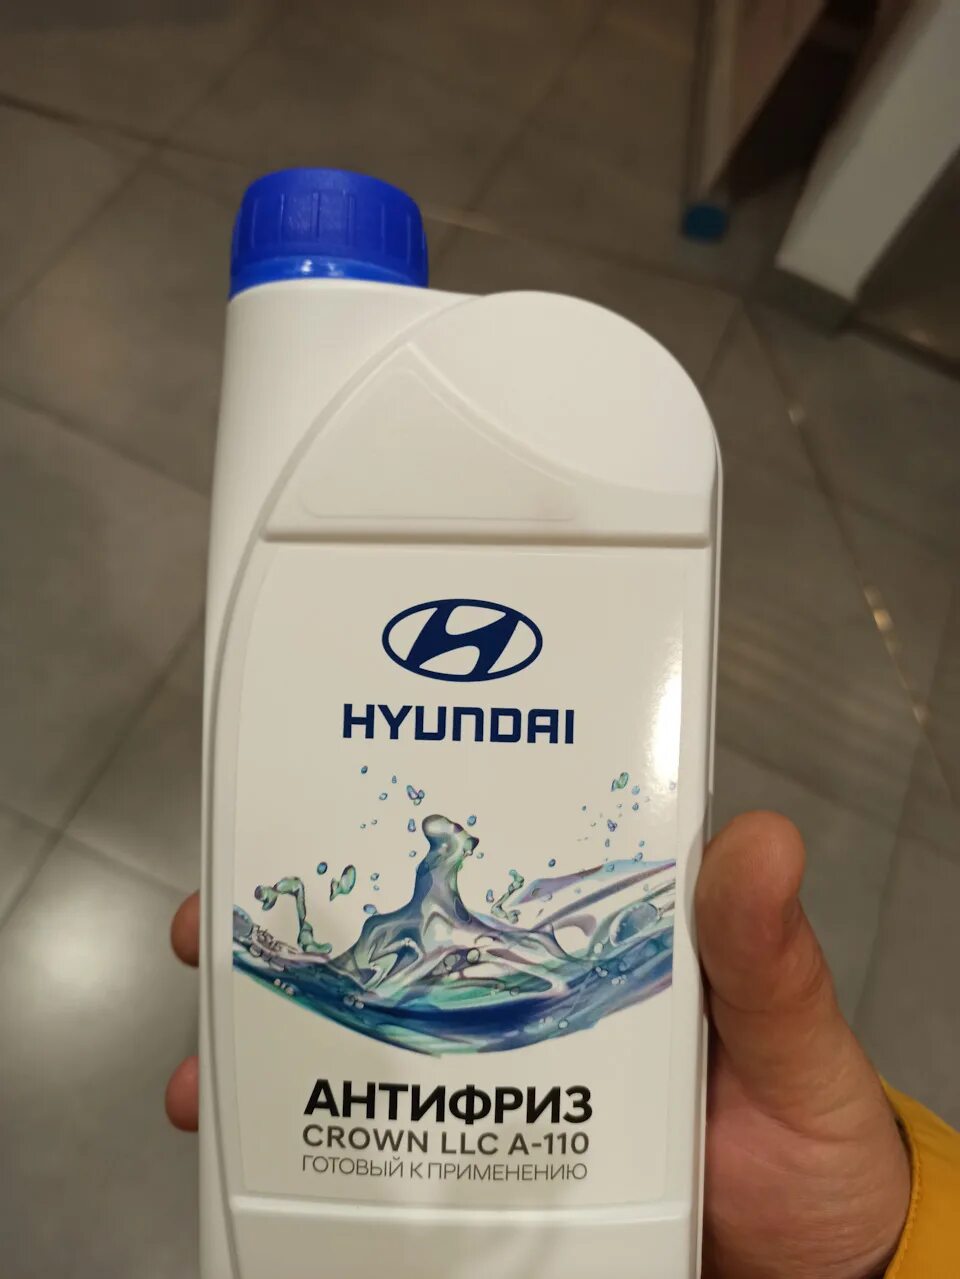 HYUNDAI
АНТИФРИЗ
CROWN LLC A-110
ГОТОВЫЙ К ПРИМЕНЕНИЮ